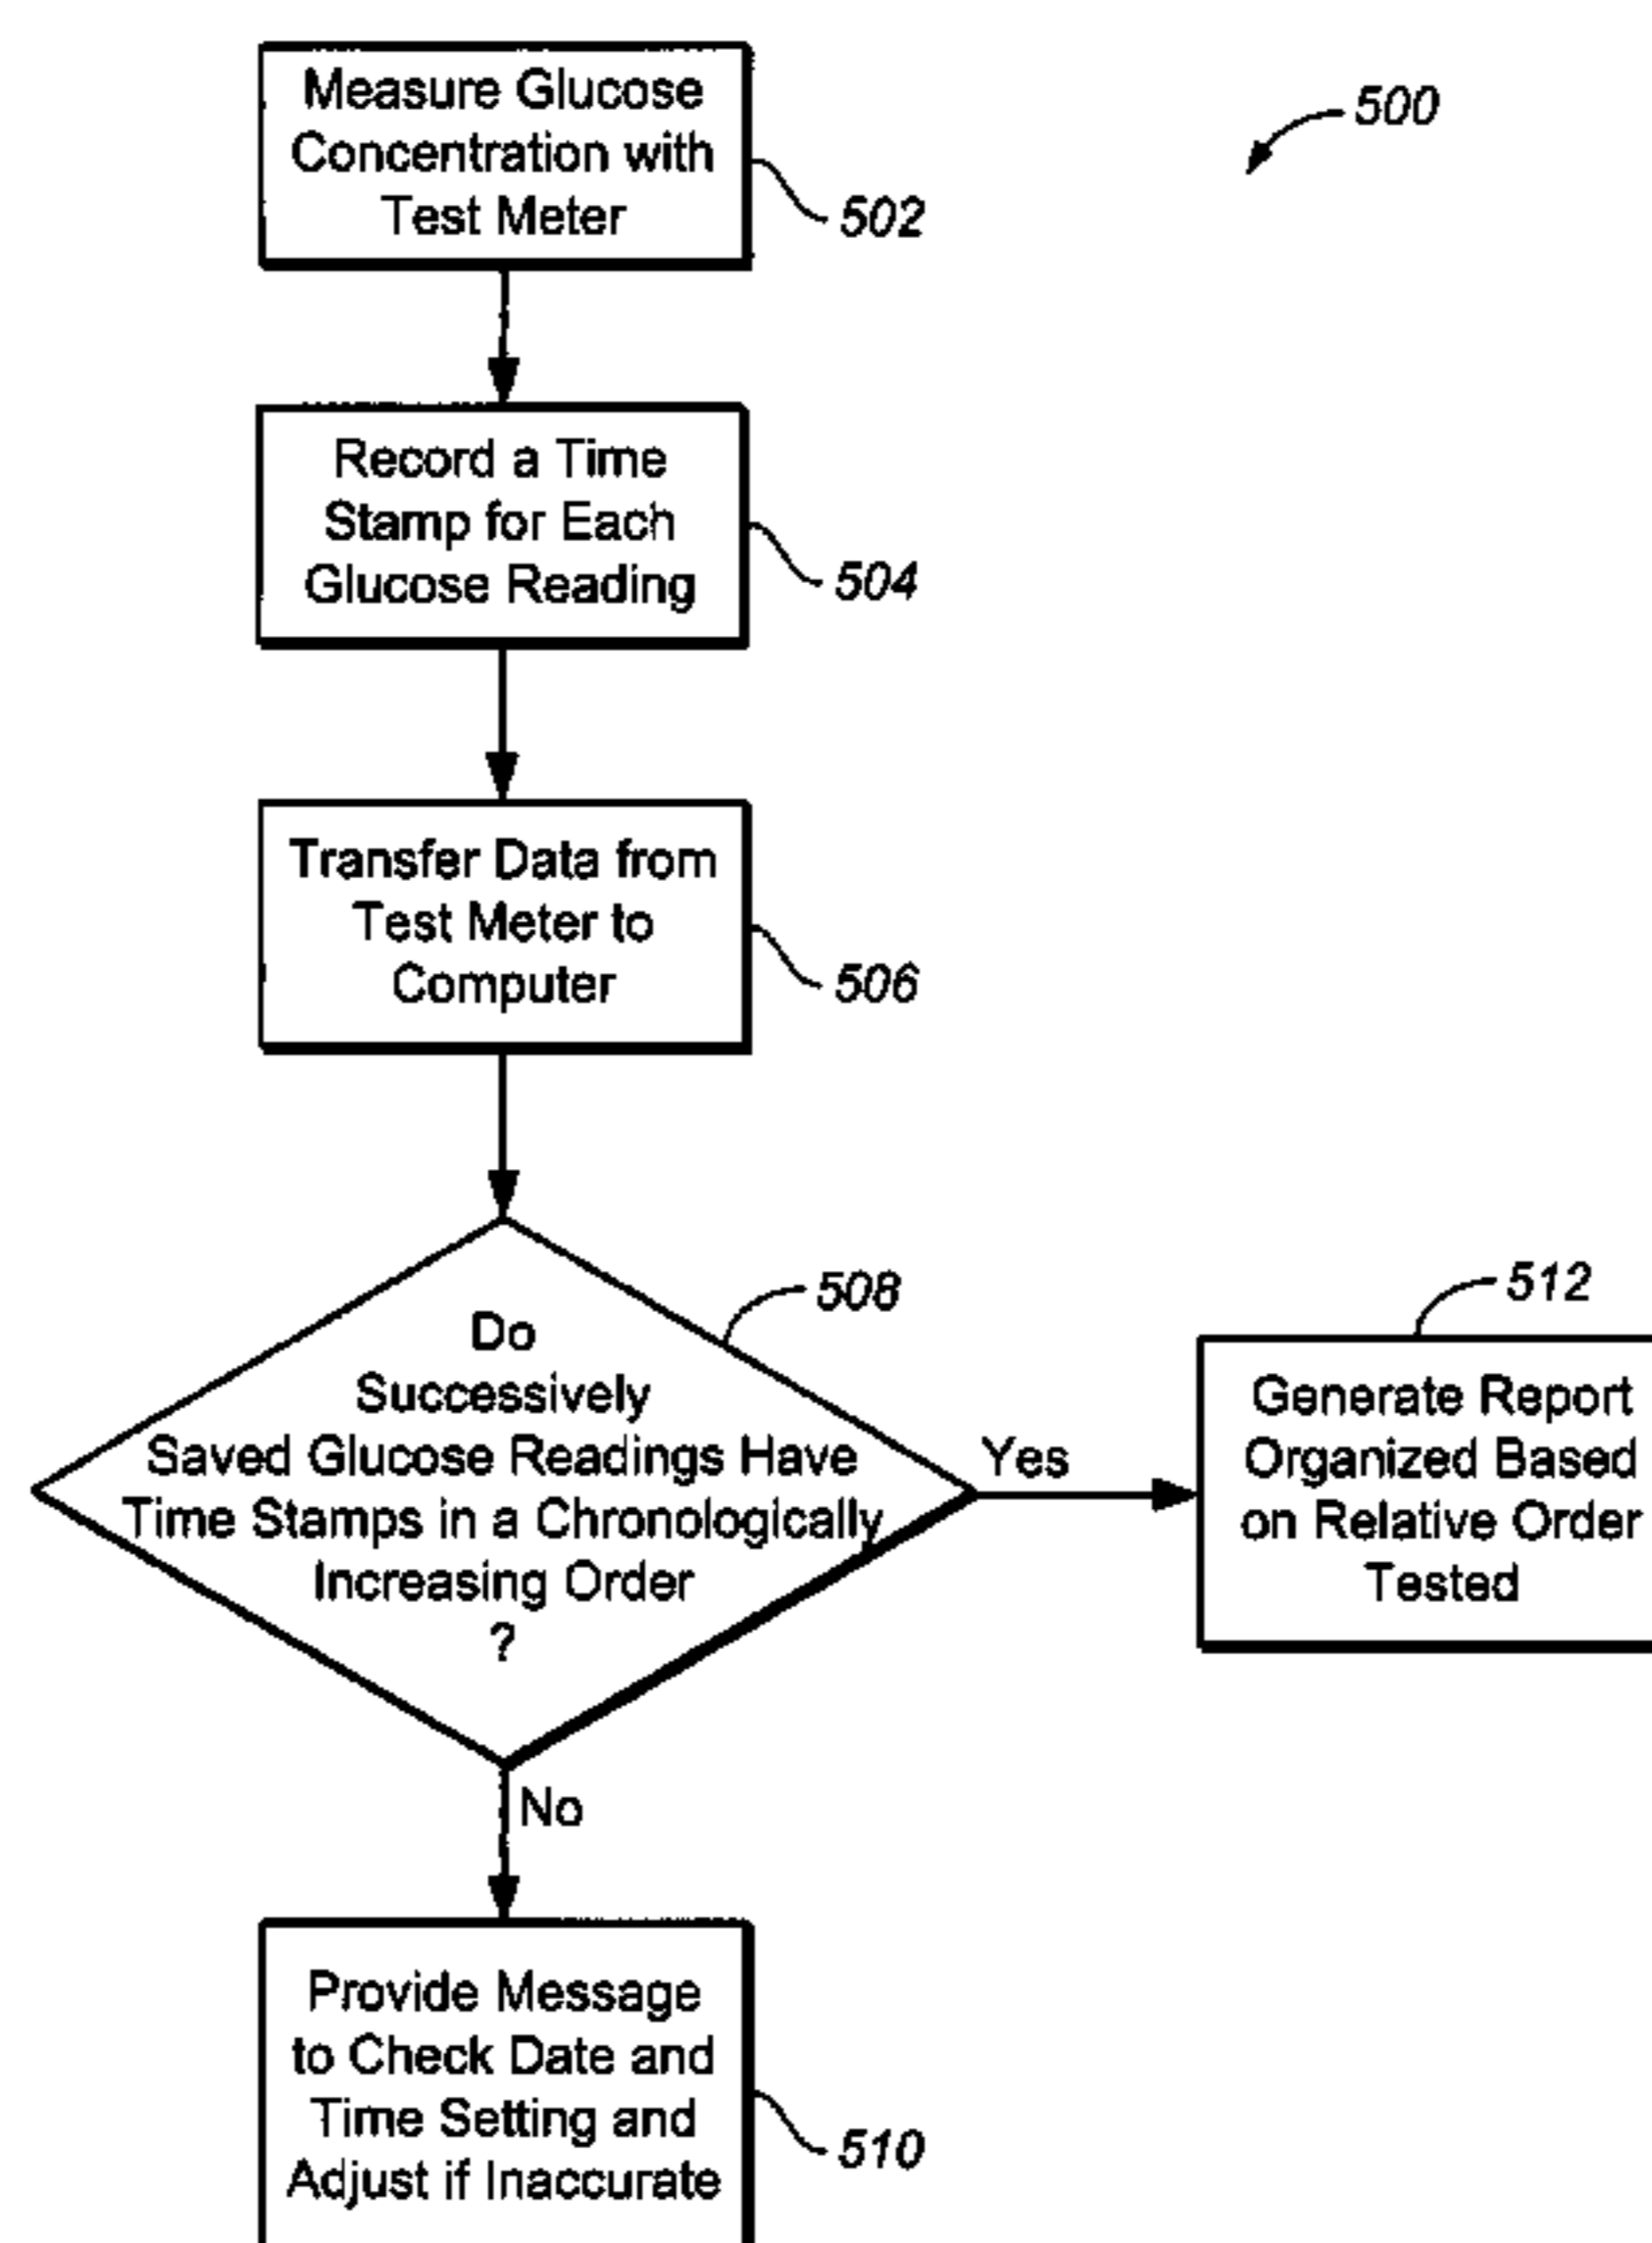 500
Measure Glucose
Concentration with
Test Meter
502
Record a Time
Stamp for Each
Glucose Reading
504
Transfer Data from
Test Meter to
Computer
506
508
Do
Successively
Saved Glucose Readings Have
Time Stamps in a Chronologically
Increasing Order
?
Yes
512
Generate Report
Organized Based
on Relative Order
Tested
No
Provide Message
to Check Date and
Time Setting and
Adjust if Inaccurate
510